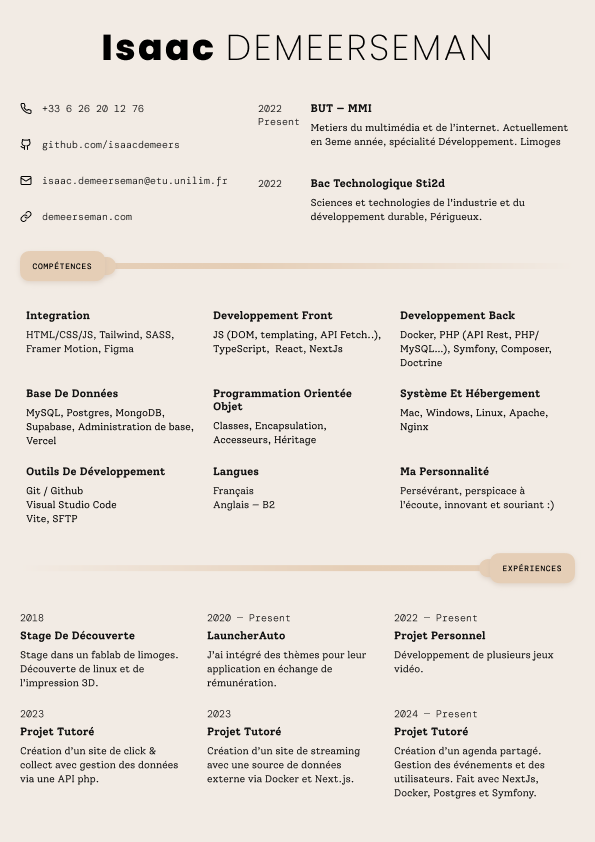 Isaac DEMEERSEMAN
+33 6 26 20 12 76
github.com/isaacdemeers
isaac.demeerseman@etu.unilim.fr
demeerseman.com
2022
Present
BUT – MMI
Metiers du multimédia et de l'internet. Actuellement
en 3eme année, spécialité Développement. Limoges
2022
Bac Technologique Sti2d
Sciences et technologies de l'industrie et du
développement durable, Périgueux.
COMPÉTENCES
Integration
HTML/CSS/JS, Tailwind, SASS,
Framer Motion, Figma
Developpement Front
JS (DOM, templating, API Fetch..),
TypeScript, React, NextJs
Developpement Back
Docker, PHP (API Rest, PHP/
MySQL...), Symfony, Composer,
Doctrine
Base De Données
MySQL, Postgres, MongoDB,
Supabase, Administration de base,
Vercel
Programmation Orientée
Objet
Classes, Encapsulation,
Accesseurs, Héritage
Système Et Hébergement
Mac, Windows, Linux, Apache,
Nginx
Outils De Développement
Git / Github
Visual Studio Code
Vite, SFTP
Langues
Français
Anglais – B2
Ma Personnalité
Persévérant, perspicace à
l'écoute, innovant et souriant :)
EXPÉRIENCES
2018
Stage De Découverte
Stage dans un fablab de limoges.
Découverte de linux et de
l'impression 3D.
2020 – Present
LauncherAuto
J'ai intégré des thèmes pour leur
application en échange de
rémunération.
2022 – Present
Projet Personnel
Développement de plusieurs jeux
vidéo.
2023
Projet Tutoré
Création d'un site de click &
collect avec gestion des données
via une API php.
2023
Projet Tutoré
Création d'un site de streaming
avec une source de données
externe via Docker et Next.js.
2024 – Present
Projet Tutoré
Création d'un agenda partagé.
Gestion des événements et des
utilisateurs. Fait avec NextJs,
Docker, Postgres et Symfony.